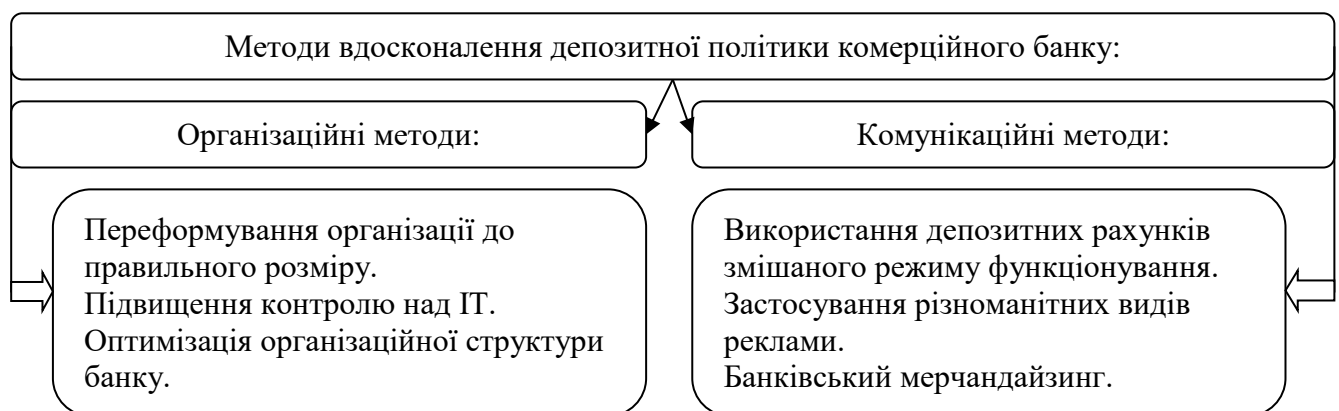 Методи вдосконалення депозитної політики комерційного банку:
Організаційні методи:
Комунікаційні методи:
Переформування організації до
правильного розміру.
Підвищення контролю над ІТ.
Оптимізація організаційної структури
банку.
Використання депозитних рахунків
змішаного режиму функціонування.
Застосування різноманітних видів
реклами.
Банківський мерчандайзинг.